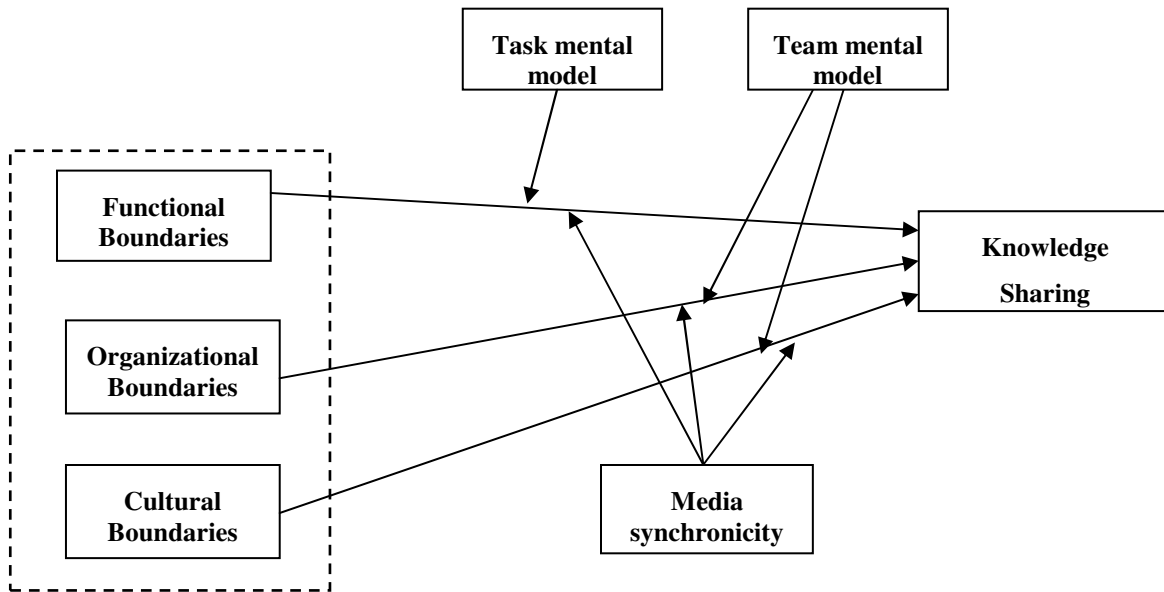 Task mental
model
Team mental
model
Functional
Boundaries
Knowledge
Sharing
Organizational
Boundaries
Cultural
Boundaries
Media
synchronicity